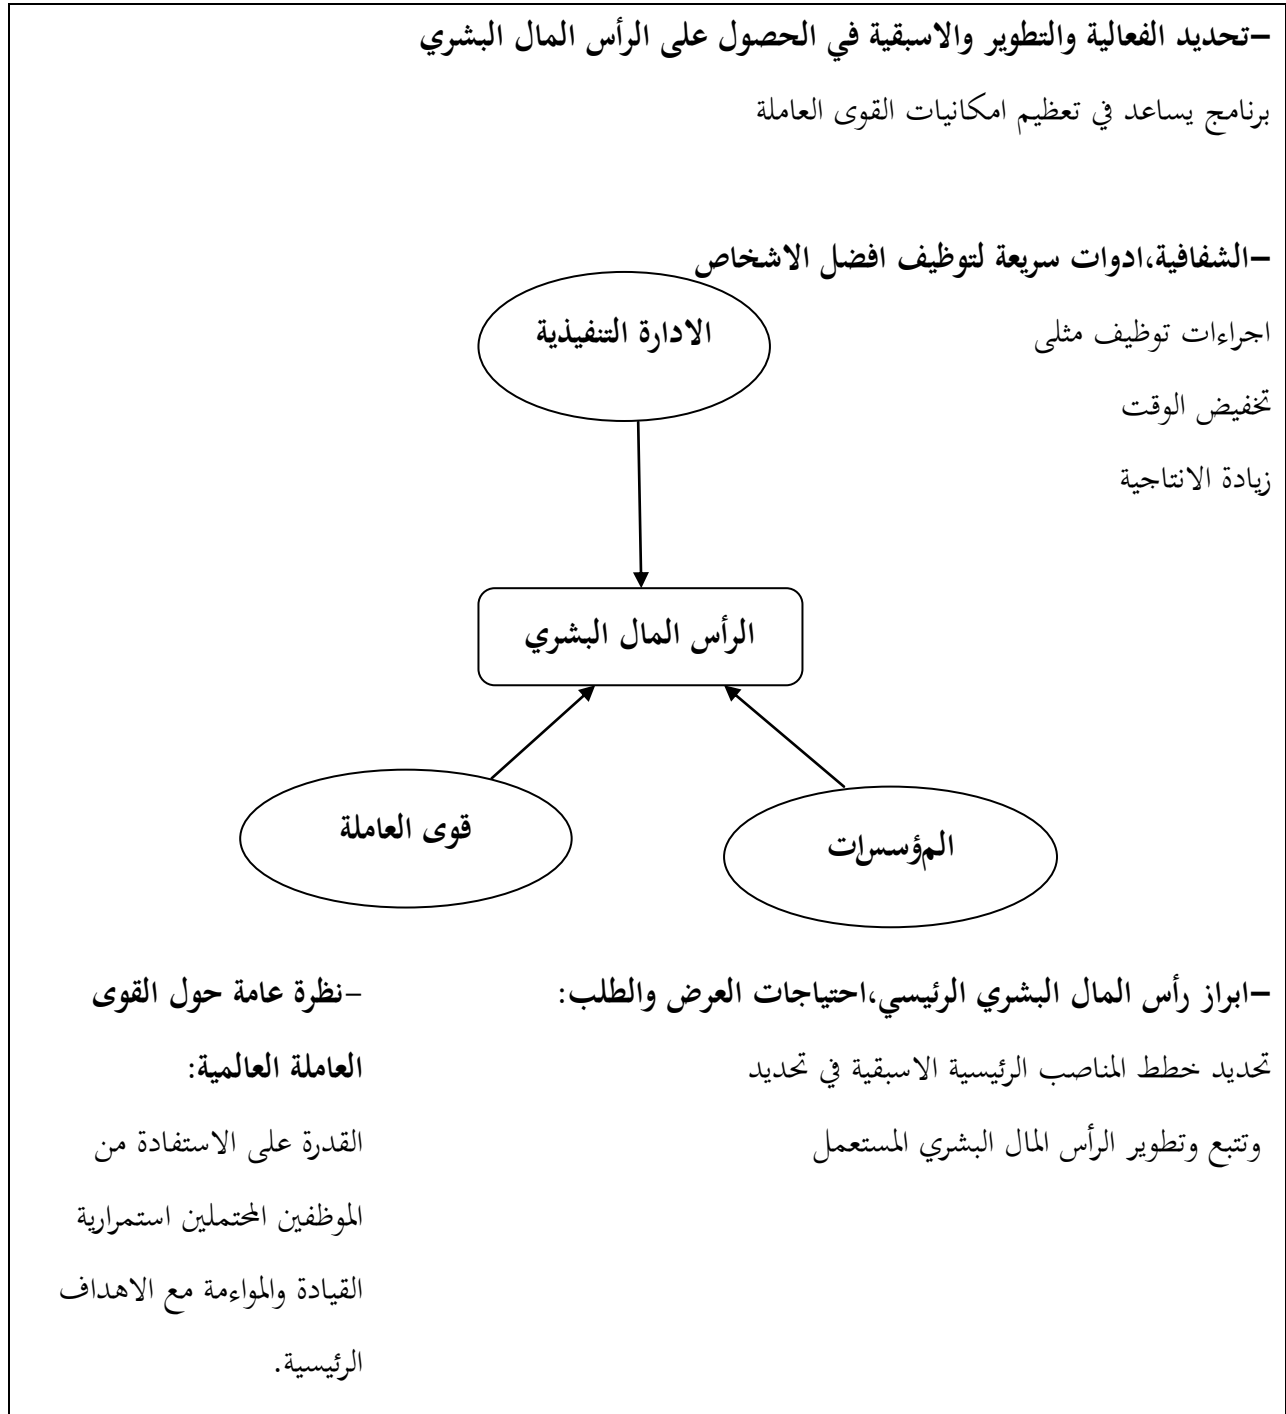 –تحديد الفعالية والتطوير والاسبقية في الحصول على الرأس المال البشري
برنامج يساعد في تعظيم امكانيات القوى العاملة
–الشفافية،ادوات سريعة لتوظيف افضل الاشخاص
الادارة التنفيذية
اجراءات توظيف مثلى
تخفيض الوقت
زيادة الانتاجية
الرأس المال البشري
قوى العاملة
المؤسسات
–ابراز رأس المال البشري الرئيسي،احتياجات العرض والطلب:
تحديد خطط المناصب الرئيسية الاسبقية في تحديد
وتتبع وتطوير الرأس المال البشري المستعمل
–نظرة عامة حول القوى
العاملة العالمية:
القدرة على الاستفادة من
الموظفين المحتملين استمرارية
القيادة والمواءمة مع الاهداف
الرئيسية.